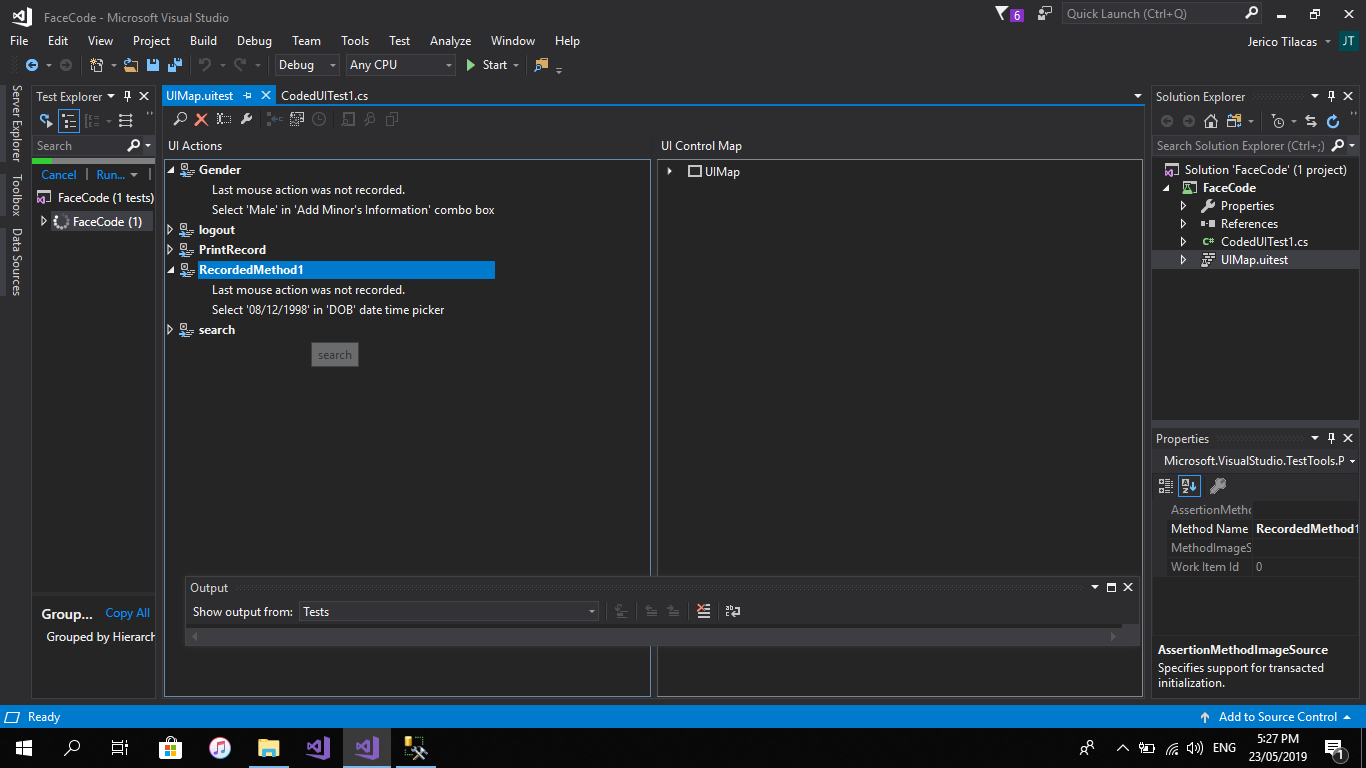 FaceCode - Microsoft Visual Studio
6
Quick Launch (Ctrl+Q)
File Edit View Project Build Debug Team Tools Test Analyze Window Help
Jerico Tilacas
JT
Debug
Any CPU
Start
Server Explorer
Toolbox
Data Sources
Test Explorer
Search
Cancel
Run...
FaceCode (1 tests)
FaceCode (1)
Group...
Copy All
Grouped by Hierarch
UIMap.uitest
CodedUITest1.cs
UI Actions
Gender
Last mouse action was not recorded.
Select 'Male' in 'Add Minor's Information' combo box
logout
PrintRecord
RecordedMethod1
Last mouse action was not recorded.
Select '08/12/1998' in 'DOB' date time picker
search
search
UI Control Map
UIMap
Output
Show output from:
Tests
Solution Explorer
Search Solution Explorer (Ctrl+;)
Solution 'FaceCode' (1 project)
FaceCode
Properties
References
C#
CodedUITest1.cs
UIMap.uitest
Properties
Microsoft.VisualStudio.TestTools.P
AssertionMetho
Method Name
RecordedMethod1
MethodImageS
Work Item Id
0
AssertionMethodImageSource
Specifies support for transacted
initialization.
Ready
Add to Source Control
ENG
5:27 PM
23/05/2019
1